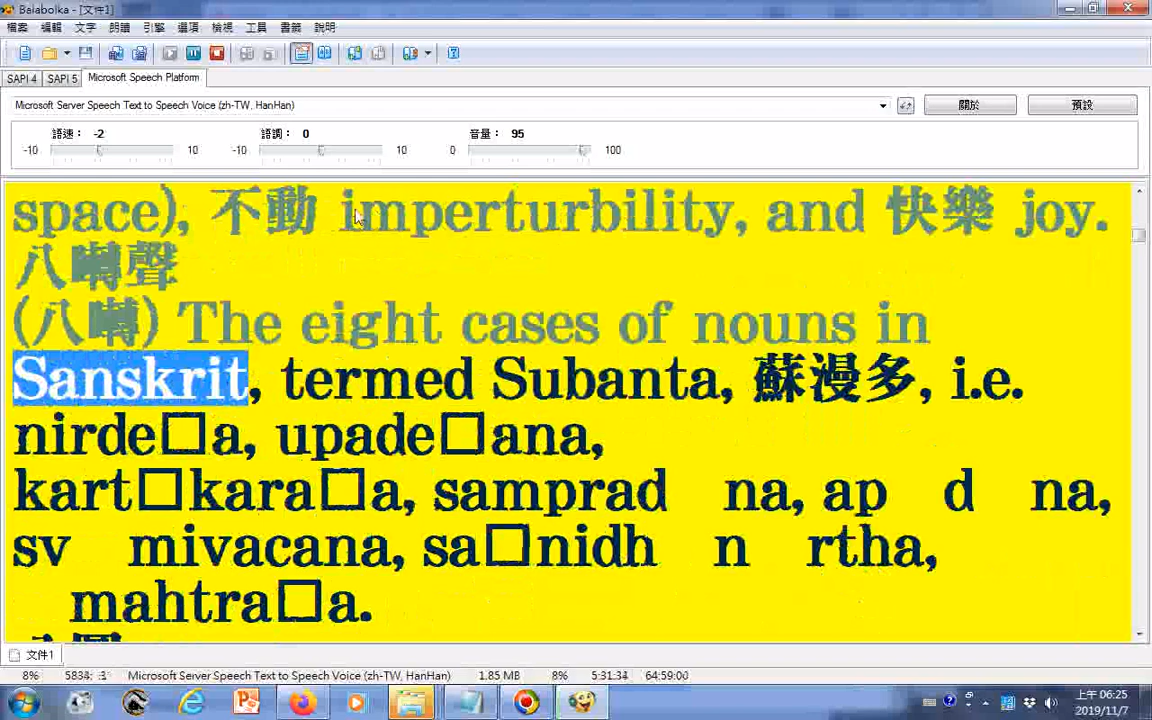 Balabolka - [文件1]
檔案 編輯 文字 朗讀 引擎 選項 檢視 工具 書籤 說明
SAPI 4 SAPI 5 Microsoft Speech Platform
Microsoft Server Speech Text to Speech Voice (zh-TW, HanHan) 關於 預設
語速： -2 語調： 0 音量： 95
-10 10 -10 10 0 100
space), 不動 imperturbility, and 快樂 joy.
八囀聲
(八囀) The eight cases of nouns in
Sanskrit, termed Subanta, 蘇漫多, i.e.
nirde□a, upade□ana,
kart□kara□a, samprad na, ap d na,
sv mivacana, sa□nidh n rtha,
mahtra□a.
文件1
8% Microsoft Server Speech Text to Speech Voice (zh-TW, HanHan) 1.85 MB 8% 5:31:34 64:59:00
上午 06:25
2019/11/7